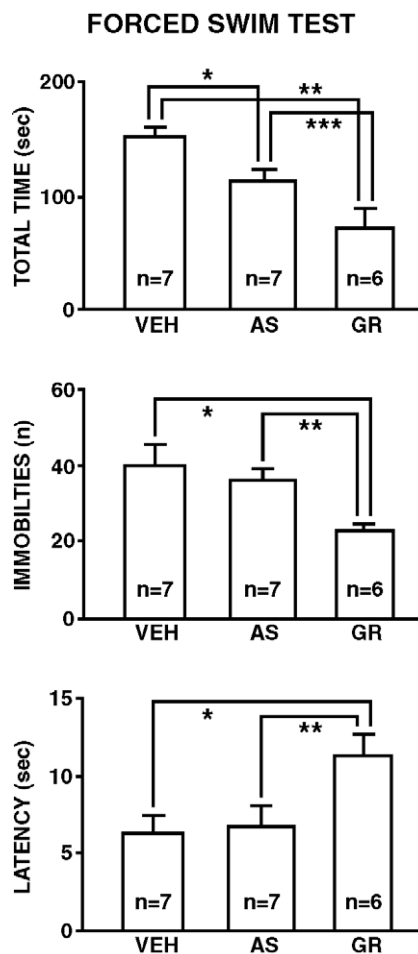 FORCED SWIM TEST
TOTAL TIME (sec)
200
100
0
*
**
***
n=7
n=7
n=6
VEH
AS
GR
IMMOBILTIES (n)
60
40
20
0
*
**
n=7
n=7
n=6
VEH
AS
GR
LATENCY (sec)
15
10
5
0
*
**
n=7
n=7
n=6
VEH
AS
GR